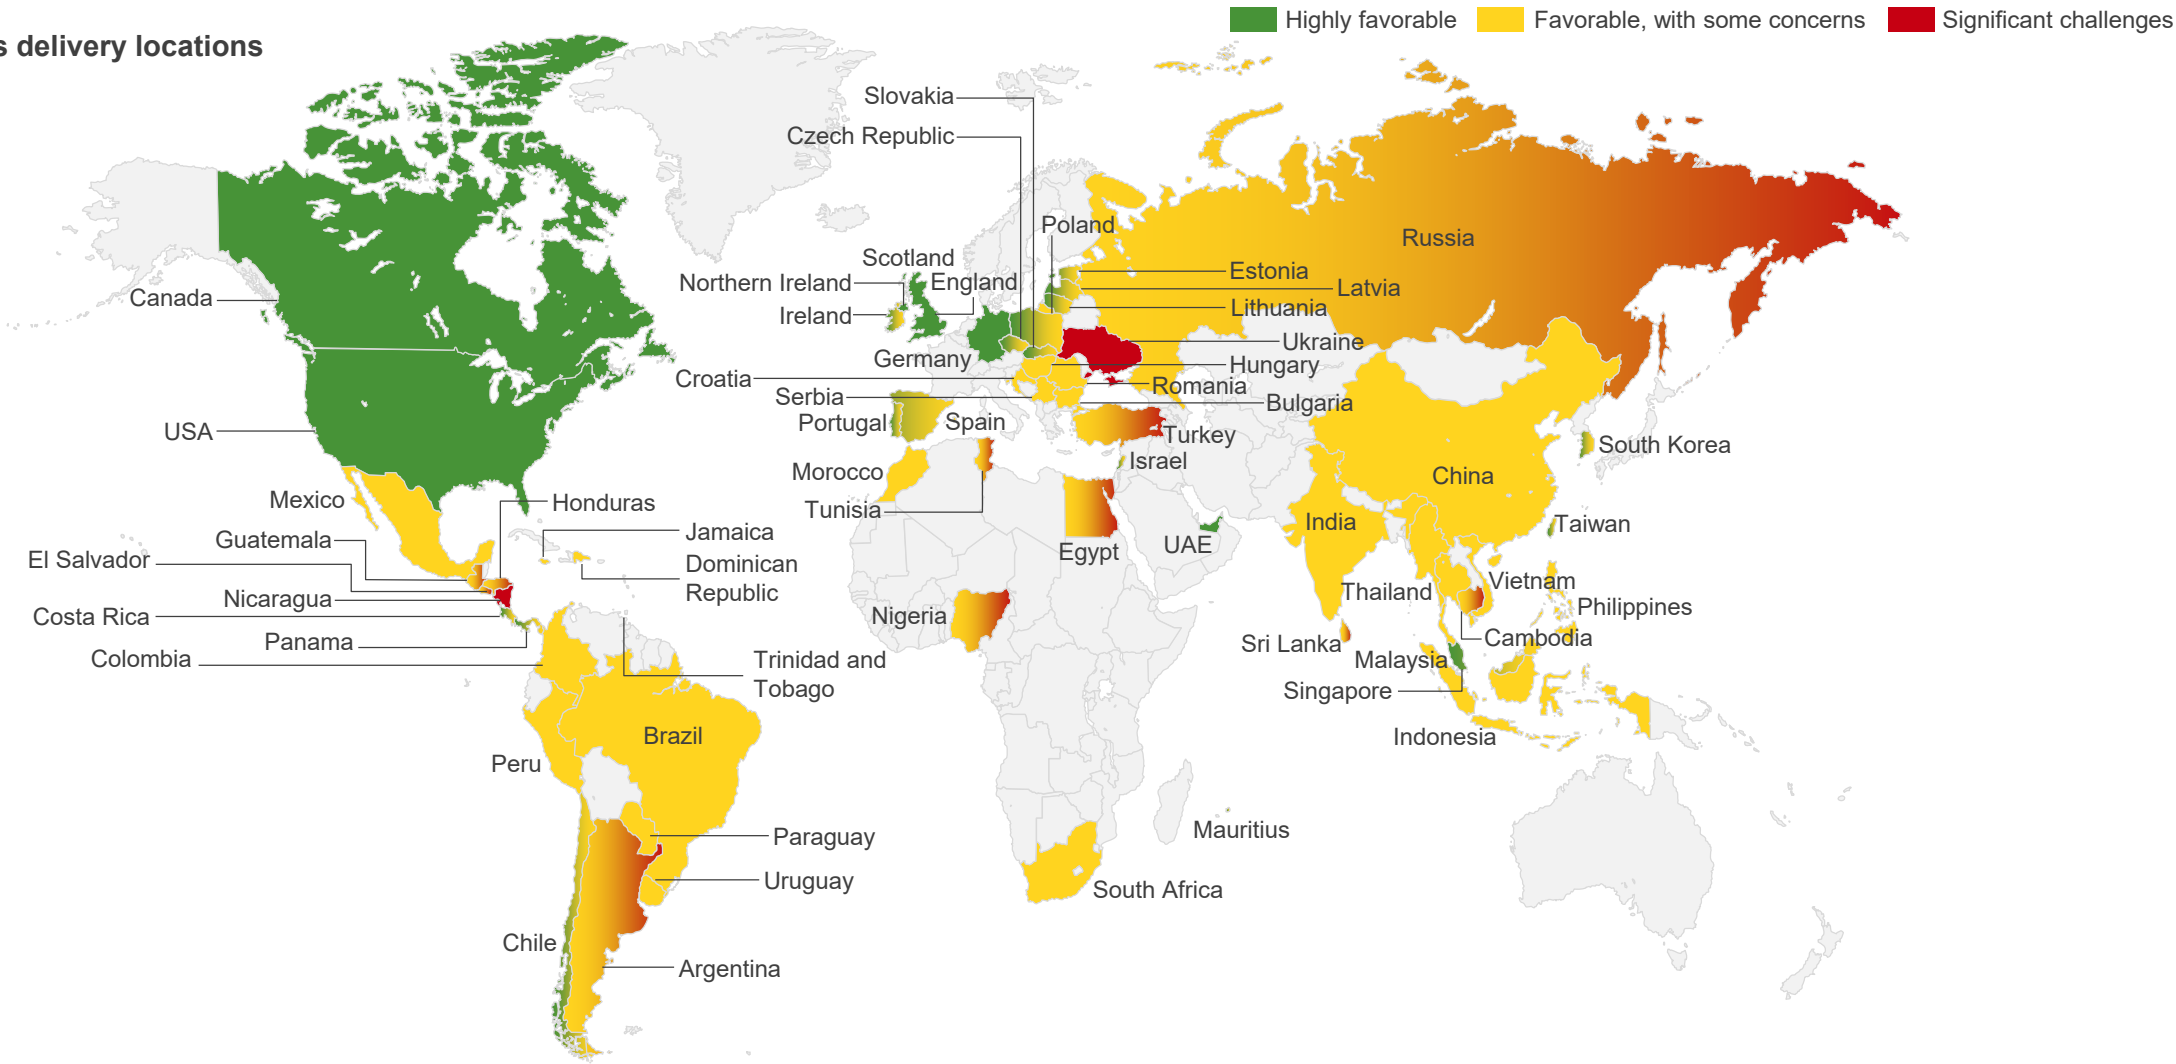 Highly favorable
Favorable, with some concerns
Significant challenges
s delivery locations
Slovakia
Czech Republic
Poland
Russia
Scotland
Northern Ireland
England
Estonia
Latvia
Canada
Ireland
Lithuania
Ukraine
Germany
Hungary
Croatia
Romania
Serbia
Bulgaria
Portugal
Spain
USA
Turkey
South Korea
Israel
Morocco
China
Mexico
Honduras
Tunisia
India
Taiwan
Jamaica
Guatemala
UAE
Egypt
El Salvador
Dominican
Republic
Vietnam
Thailand
Nicaragua
Philippines
Costa Rica
Nigeria
Cambodia
Panama
Sri Lanka
Colombia
Trinidad and
Tobago
Malaysia
Singapore
Brazil
Indonesia
Peru
Mauritius
Paraguay
Uruguay
South Africa
Chile
Argentina